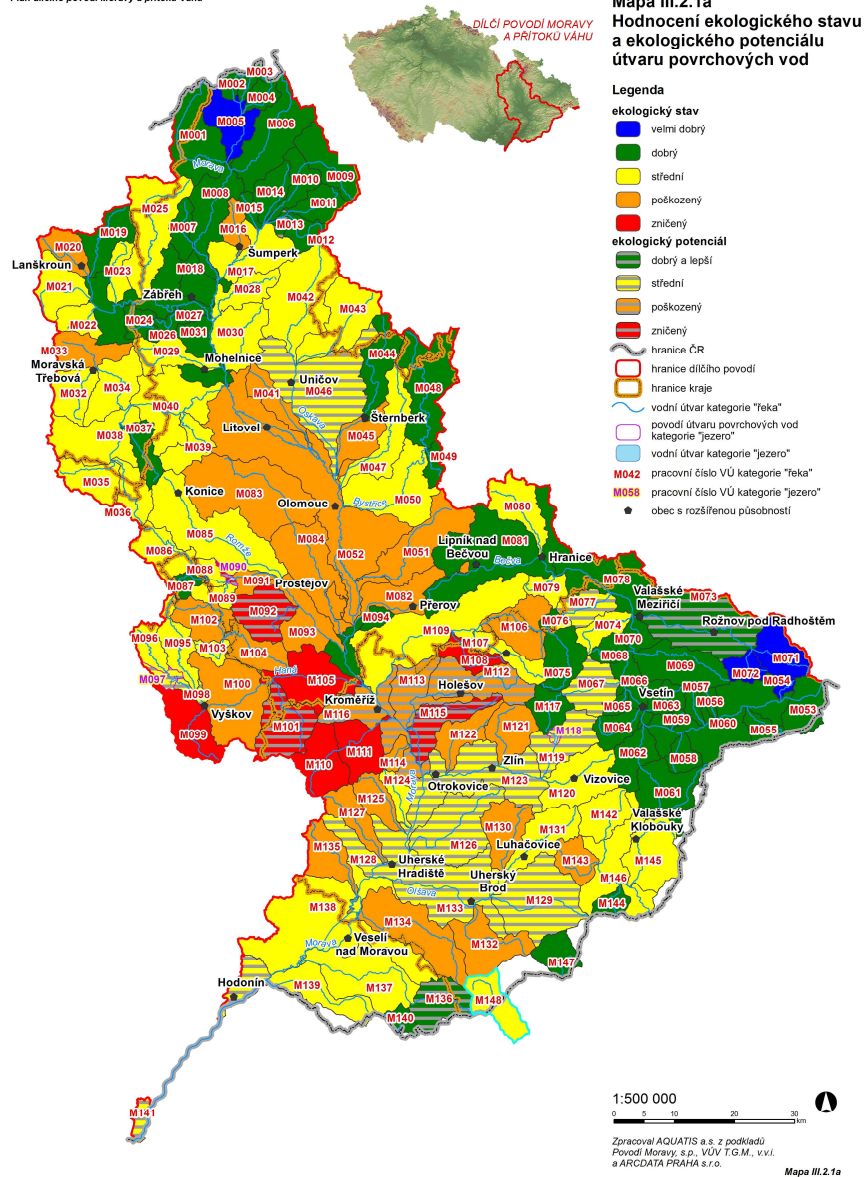 Plán dílčího povodí Moravy a přítoků Váhu
Mapa III.2.1a
Hodnocení ekologického stavu
a ekologického potenciálu
útvaru povrchových vod
DÍLČÍ POVODÍ MORAVY
A PŘÍTOKŮ VÁHU
Legenda
ekologický stav
velmi dobrý
dobrý
střední
poškozený
zničený
ekologický potenciál
dobrý a lepší
střední
poškozený
zničený
hranice ČR
hranice dílčího povodí
hranice kraje
vodní útvar kategorie "řeka"
povodí útvaru povrchových vod
kategorie "jezero"
vodní útvar kategorie "jezero"
M042 pracovní číslo VÚ kategorie "řeka"
M058 pracovní číslo VÚ kategorie "jezero"
obec s rozšířenou působností
M003
M002
M004
M005
M006
M001
Morava
M010
M009
M008
M014
M011
M015
M025
M013
M007
M016
M019
M012
M020
Šumperk
Lanškroun
M023
M018
M017
M021
M028
M042
Zábřeh
M043
M022
M024
M027
M026
M031
M030
M033
M029
M044
Moravská
Třebová
Mohelnice
M034
M032
M041
Uničov
M046
M048
M040
Oskava
Šternberk
M037
Litovel
M038
M045
M039
M049
M047
M035
Konice
M083
M036
Olomouc
Bystřice
M050
M080
M085
M084
M052
M051
Lipník nad
Bečvou
M081
Romže
M086
Hranice
M088
M090
Bečva
M087
M091
Prostějov
M078
M089
M079
M082
M073
Valašské
Meziříčí
M092
Přerov
M077
M102
M094
M076
Rožnov pod Radhoštěm
M093
M109
M106
M074
M096
M095
M070
M103
M104
M107
M068
M108
M069
M071
M097
Haná
M105
M112
M075
M072
M054
M113
M067
M066
M098
M100
Holešov
Kroměříž
Vsetín
M057
M056
M053
Vyškov
M116
M115
M117
M065
M063
M059
M060
M101
M121
M118
M064
M055
M099
M122
M111
M114
M119
M062
M110
Zlín
M058
M124
M123
Otrokovice
Vizovice
M061
M125
Morava
M120
M127
M142
Valašské
Klobouky
M130
M131
M135
M126
Luhačovice
M128
Uherské
Hradiště
M143
M145
Uherský
Brod
M146
Olšava
M129
M144
M138
M133
M134
Veselí
nad Moravou
M132
Morava
M147
Hodonín
M139
M137
M136
M148
M140
M141
1:500 000
0 5 10 20 30
km
Zpracoval AQUATIS a.s. z podkladů
Povodí Moravy, s.p., VÚV T.G.M., v.v.i.
a ARCDATA PRAHA s.r.o.
Mapa III.2.1a